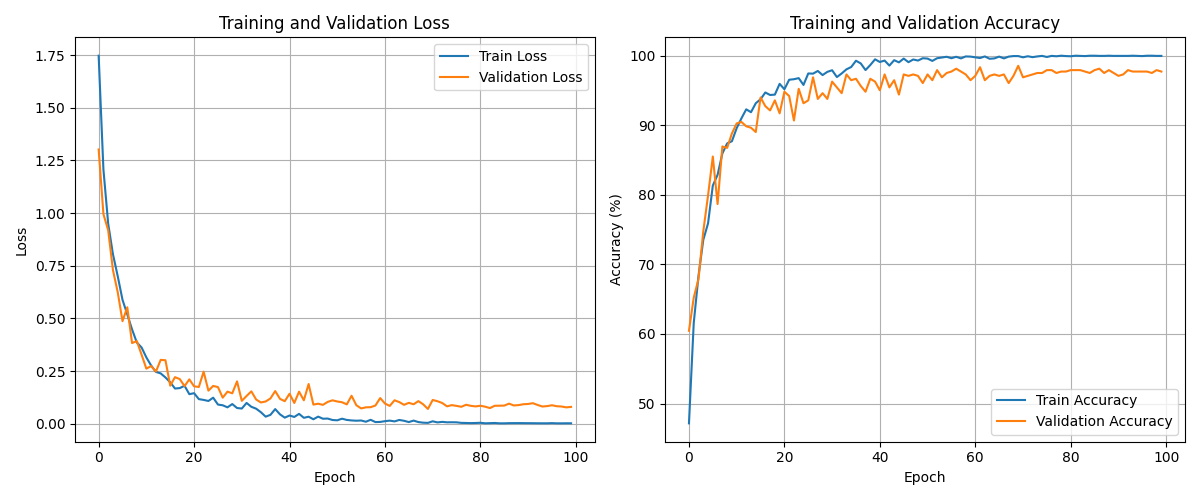 Training and Validation Loss
Train Loss
Validation Loss
1.75
1.50
1.25
1.00
0.75
0.50
0.25
0.00
Loss
0 20 40 60 80 100
Epoch
Training and Validation Accuracy
100
90
80
70
60
50
Accuracy (%)
Train Accuracy
Validation Accuracy
0 20 40 60 80 100
Epoch